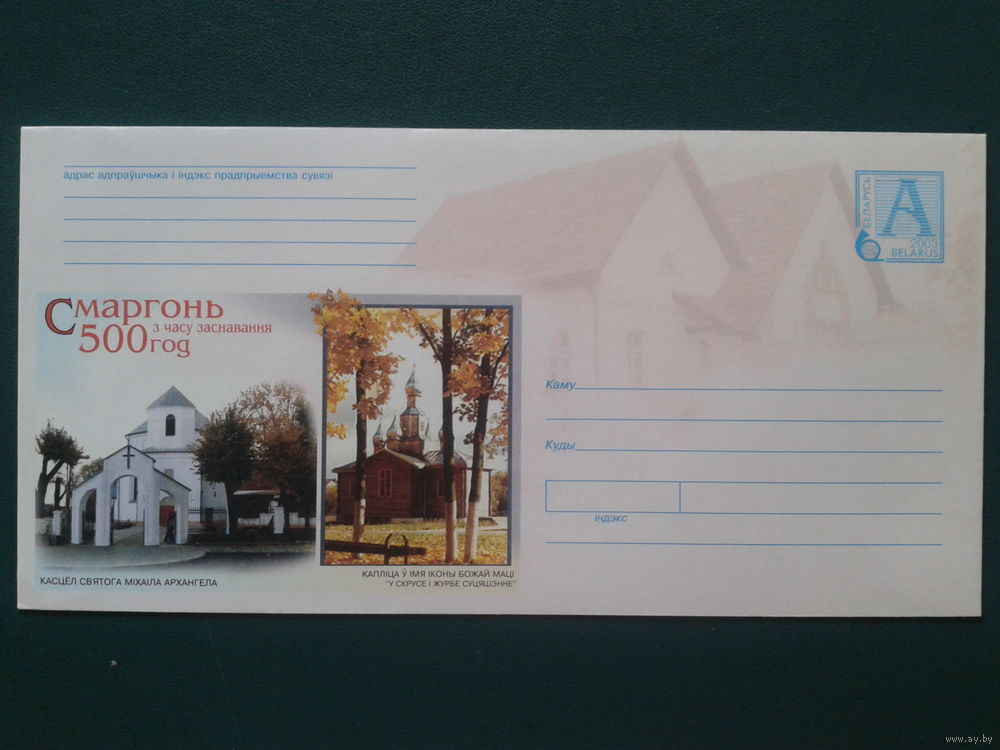 адрас адпраўшчыка і індэкс прадпрыемства сувязі
БЕЛАРУСЬ
А
2003
BELARUS
Смаргонь
500 год
з часу заснавання
Каму
Куды
індэкс
КАСЦЁЛ СВЯТОГА МІХАІЛА АРХАНГЕЛА
КАПЛІЦА Ў ІМЯ ІКОНЫ БОЖАЙ МАЦІ
"У СКРУСЕ І ЖУРБЕ СУЦЯШЭННЕ"
www.ay.by